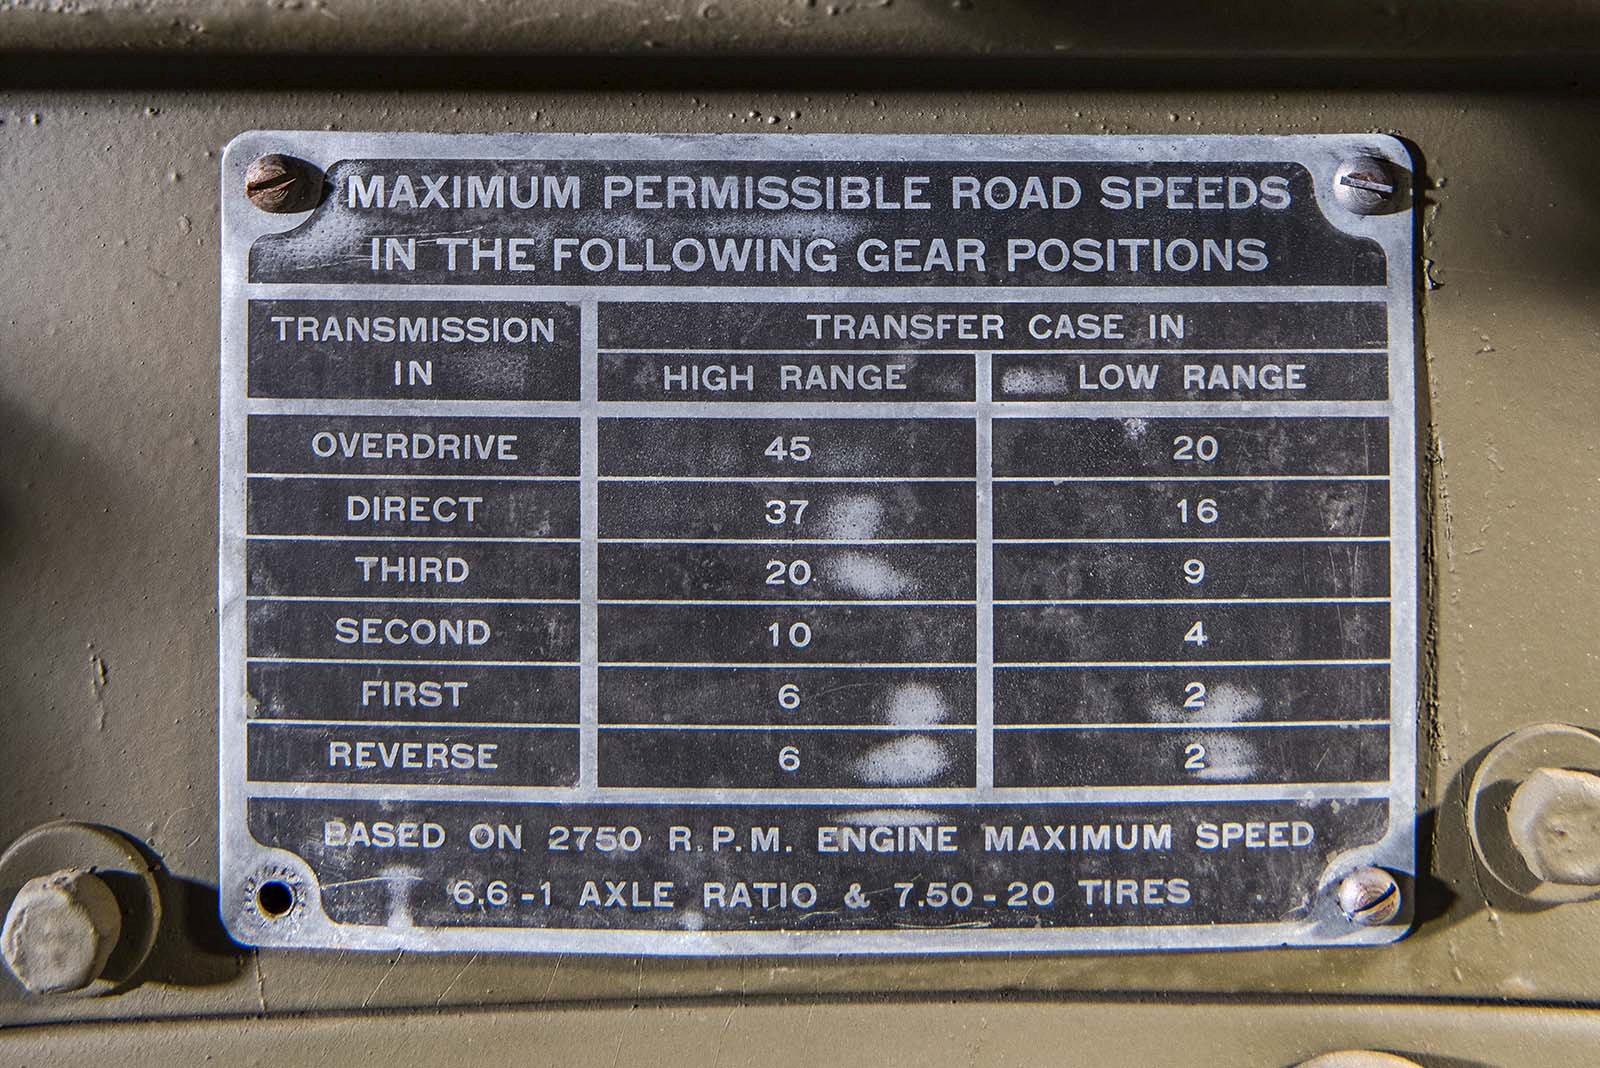 MAXIMUM PERMISSIBLE ROAD SPEEDS
IN THE FOLLOWING GEAR POSITIONS
TRANSMISSION
IN
TRANSFER CASE IN
HIGH RANGE LOW RANGE
OVERDRIVE 45 20
DIRECT 37 16
THIRD 20 9
SECOND 10 4
FIRST 6 2
REVERSE 6 2
BASED ON 2750 R.P.M. ENGINE MAXIMUM SPEED
6.6-1 AXLE RATIO & 7.50-20 TIRES